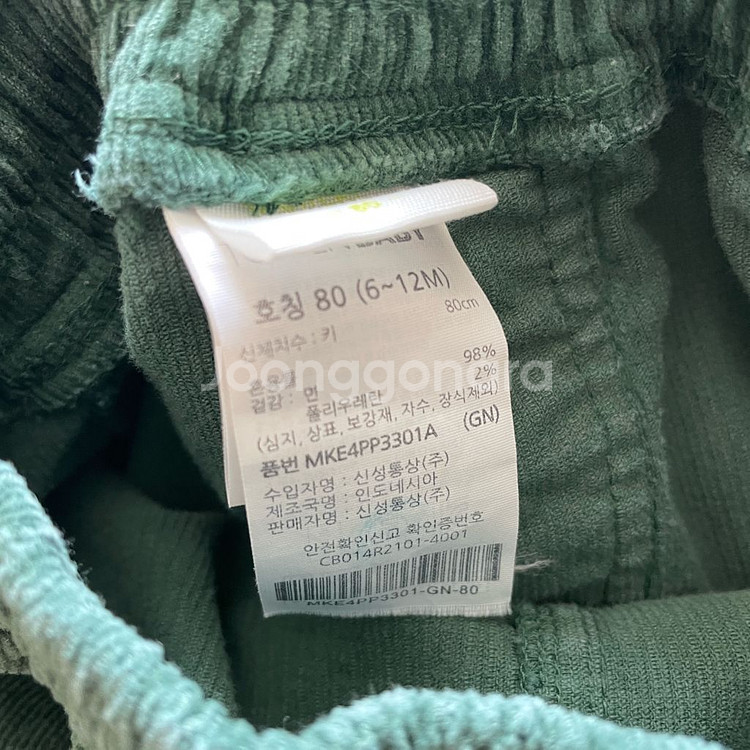 80
BABY
호칭 80 (6~12M)
신체치수 : 키 80cm
혼용율
겉감 : 면 98%
폴리우레탄 2%
(심지, 상표, 보강재, 자수, 장식제외)
품번 MKE4PP3301A (GN)
수입자명 : 신성통상(주)
제조국명 : 인도네시아
판매자명 : 신성통상(주)
안전확인신고 확인증번호
CB014R2101-4001
MKE4PP3301-GN-80
Joonggonara